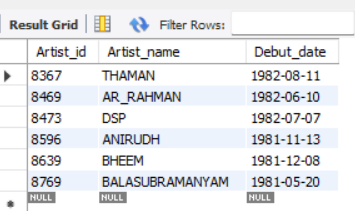 Result Grid Filter Rows:
Artist_id Artist_name Debut_date
8367 THAMAN 1982-08-11
8469 AR_RAHMAN 1982-06-10
8473 DSP 1982-07-07
8596 ANIRUDH 1981-11-13
8639 BHEEM 1981-12-08
8769 BALASUBRAMANYAM 1981-05-20
NULL NULL NULL